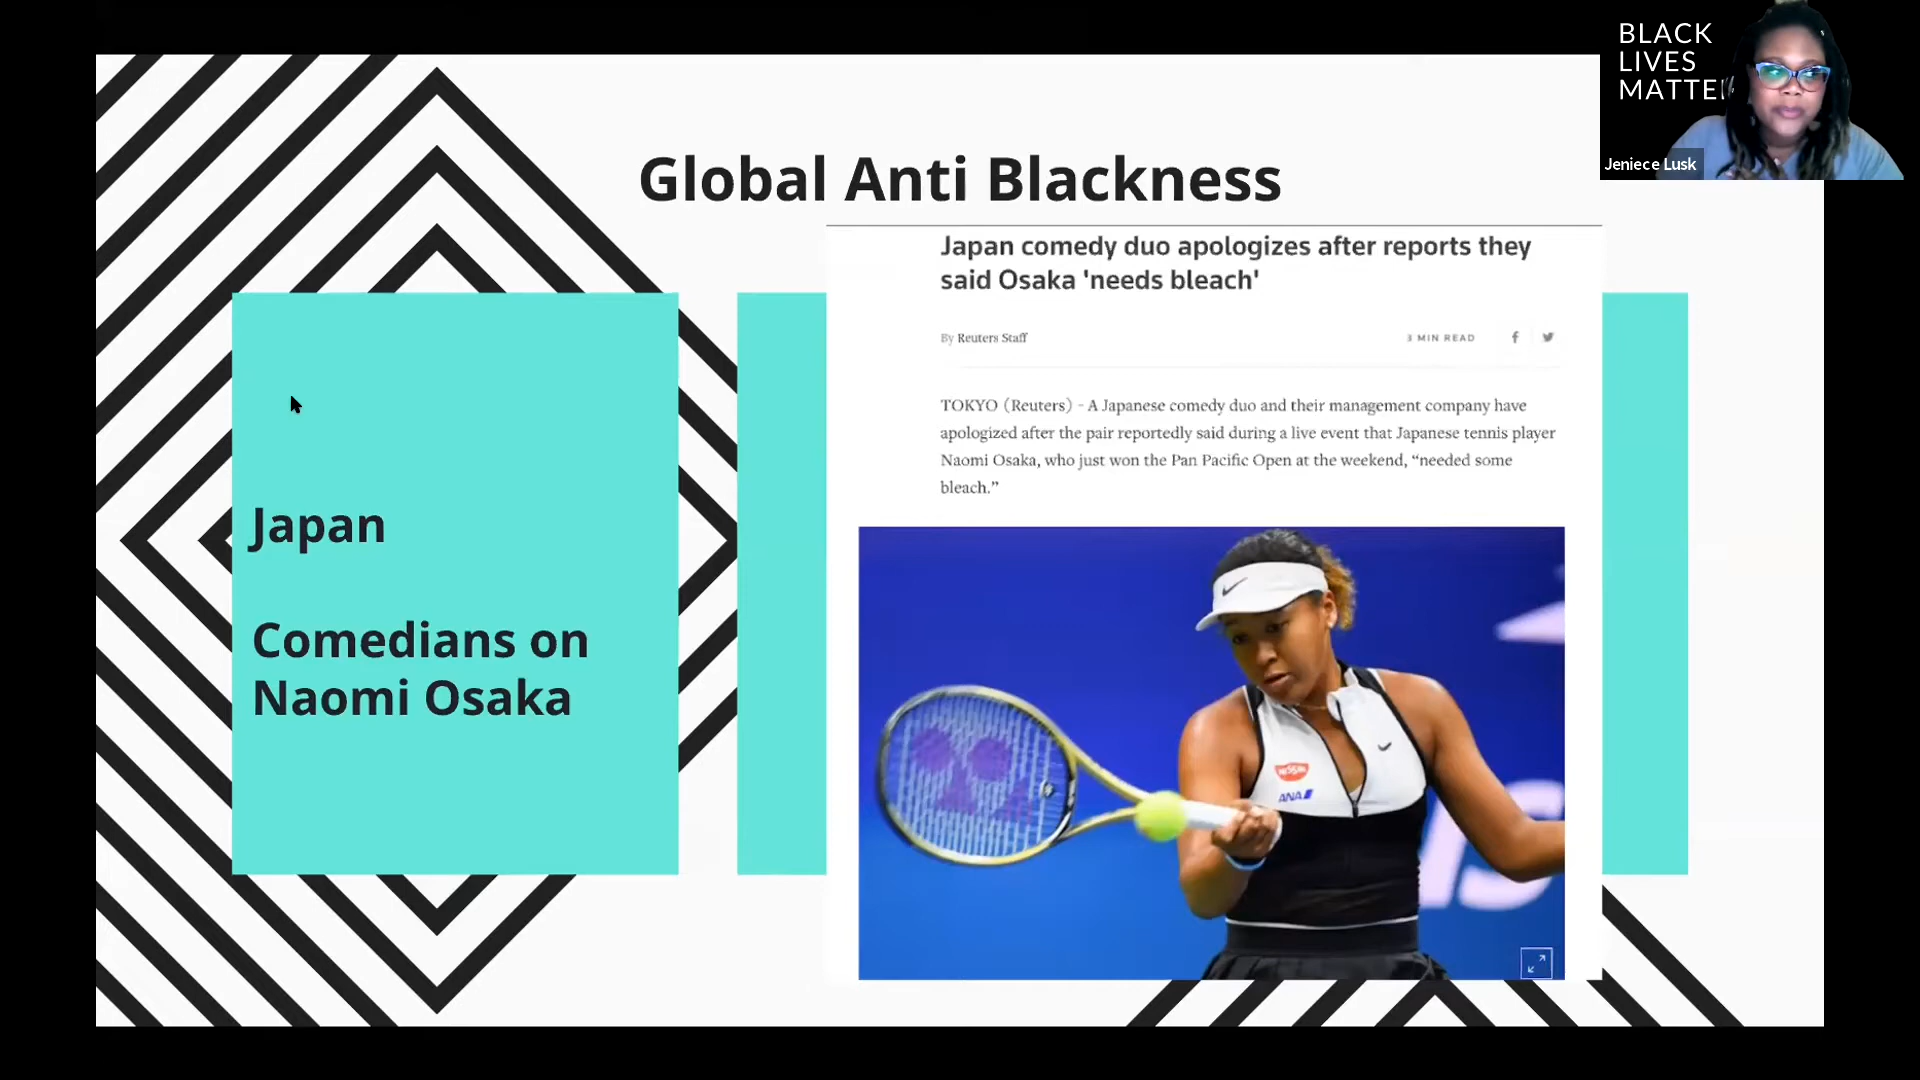 BLACK
LIVES
MATTE
Jeniece Lusk
Global Anti Blackness
Japan
Comedians on
Naomi Osaka
Japan comedy duo apologizes after reports they
said Osaka 'needs bleach'
By Reuters Staff
3 MIN READ
TOKYO (Reuters) - A Japanese comedy duo and their management company have
apologized after the pair reportedly said during a live event that Japanese tennis player
Naomi Osaka, who just won the Pan Pacific Open at the weekend, “needed some
bleach.”
NISSIN
ANA